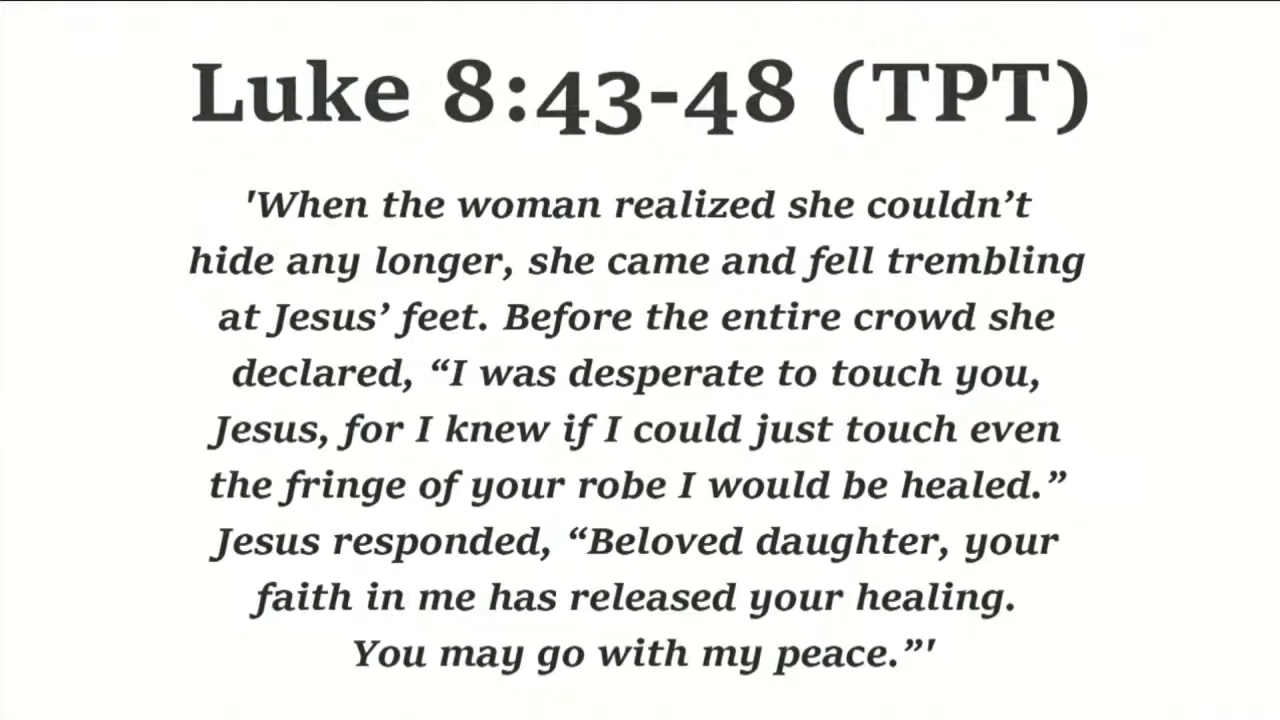 Luke 8:43-48 (TPT)
'When the woman realized she couldn’t
hide any longer, she came and fell trembling
at Jesus’ feet. Before the entire crowd she
declared, “I was desperate to touch you,
Jesus, for I knew if I could just touch even
the fringe of your robe I would be healed.”
Jesus responded, “Beloved daughter, your
faith in me has released your healing.
You may go with my peace.”'